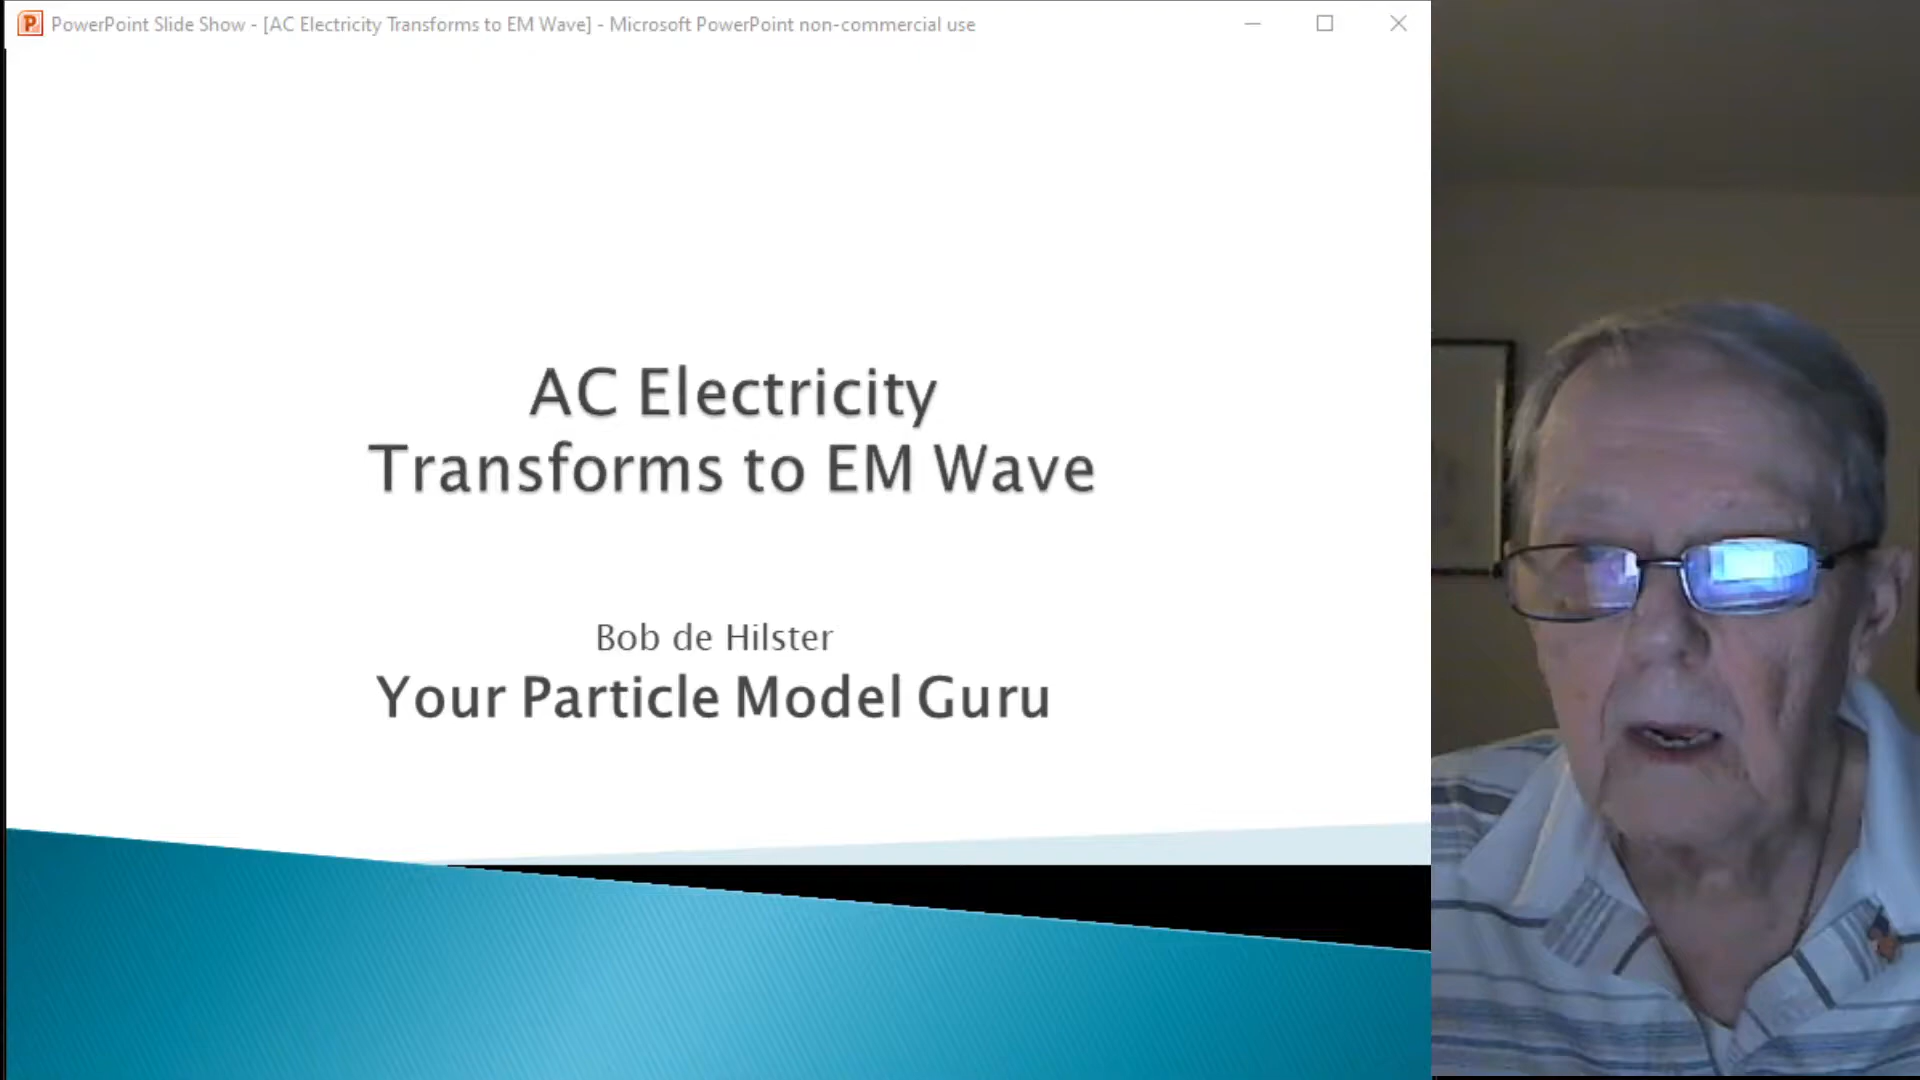 PowerPoint Slide Show - [AC Electricity Transforms to EM Wave] - Microsoft PowerPoint non-commercial use
AC Electricity
Transforms to EM Wave
Bob de Hilster
Your Particle Model Guru